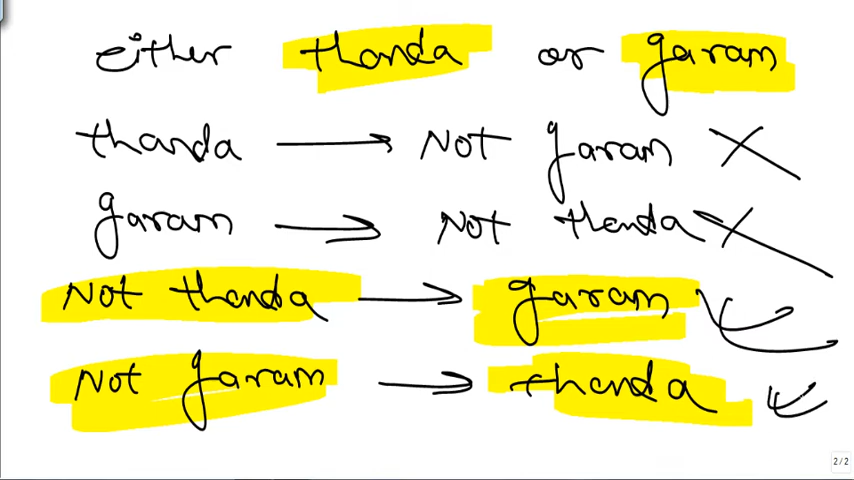 either thanda or garam
thanda → Not garam ✗
garam → Not thanda ✗
Not thanda → garam ✓
Not garam → thanda ✓
2/2